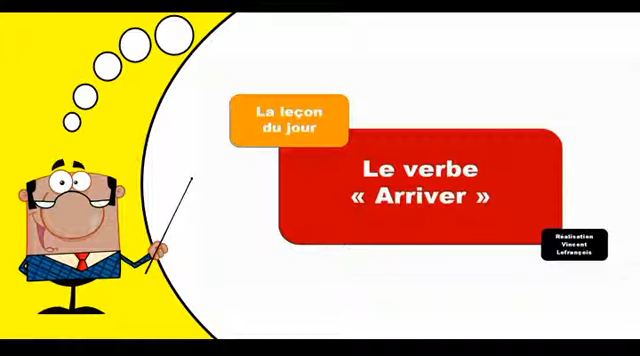 La leçon
du jour
Le verbe
« Arriver »
Réalisation
Vincent
Lefrançois